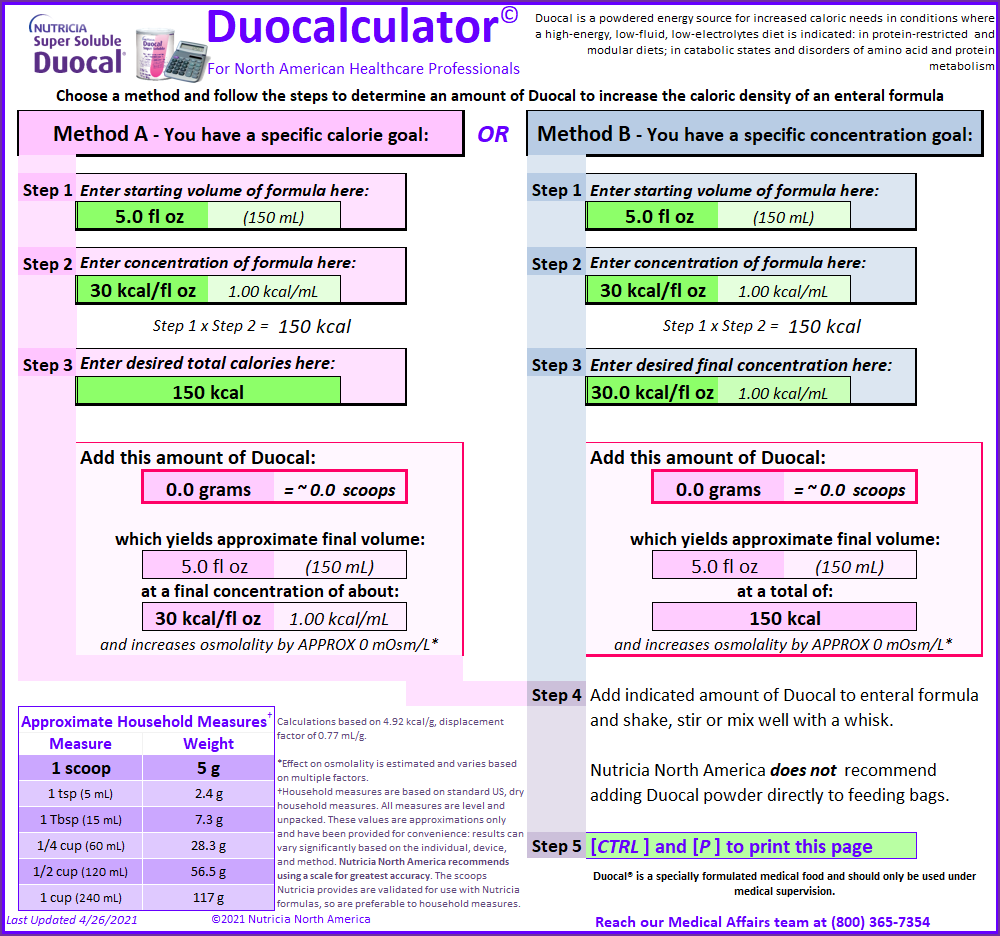 NUTRICIA
Super Soluble
Duocal®
Duocalculator©
For North American Healthcare Professionals
Duocal is a powdered energy source for increased caloric needs in conditions where
a high-energy, low-fluid, low-electrolytes diet is indicated: in protein-restricted and
modular diets; in catabolic states and disorders of amino acid and protein
metabolism
Choose a method and follow the steps to determine an amount of Duocal to increase the caloric density of an enteral formula
Method A - You have a specific calorie goal:
OR
Method B - You have a specific concentration goal:
Step 1 Enter starting volume of formula here:
5.0 fl oz (150 mL)
Step 2 Enter concentration of formula here:
30 kcal/fl oz 1.00 kcal/mL
Step 1 x Step 2 = 150 kcal
Step 3 Enter desired total calories here:
150 kcal
Add this amount of Duocal:
0.0 grams = ~ 0.0 scoops
which yields approximate final volume:
5.0 fl oz (150 mL)
at a final concentration of about:
30 kcal/fl oz 1.00 kcal/mL
and increases osmolality by APPROX 0 mOsm/L*
Step 1 Enter starting volume of formula here:
5.0 fl oz (150 mL)
Step 2 Enter concentration of formula here:
30 kcal/fl oz 1.00 kcal/mL
Step 1 x Step 2 = 150 kcal
Step 3 Enter desired final concentration here:
30.0 kcal/fl oz 1.00 kcal/mL
Add this amount of Duocal:
0.0 grams = ~ 0.0 scoops
which yields approximate final volume:
5.0 fl oz (150 mL)
at a total of:
150 kcal
and increases osmolality by APPROX 0 mOsm/L*
Step 4 Add indicated amount of Duocal to enteral formula
and shake, stir or mix well with a whisk.
Nutricia North America does not recommend
adding Duocal powder directly to feeding bags.
Step 5 [CTRL ] and [P ] to print this page
Duocal® is a specially formulated medical food and should only be used under
medical supervision.
Reach our Medical Affairs team at (800) 365-7354
Approximate Household Measures†
Measure Weight
1 scoop 5 g
1 tsp (5 mL) 2.4 g
1 Tbsp (15 mL) 7.3 g
1/4 cup (60 mL) 28.3 g
1/2 cup (120 mL) 56.5 g
1 cup (240 mL) 117 g
Calculations based on 4.92 kcal/g, displacement
factor of 0.77 mL/g.
*Effect on osmolality is estimated and varies based
on multiple factors.
†Household measures are based on standard US, dry
household measures. All measures are level and
unpacked. These values are approximations only
and have been provided for convenience: results can
vary significantly based on the individual, device,
and method. Nutricia North America recommends
using a scale for greatest accuracy. The scoops
Nutricia provides are validated for use with Nutricia
formulas, so are preferable to household measures.
Last Updated 4/26/2021
©2021 Nutricia North America